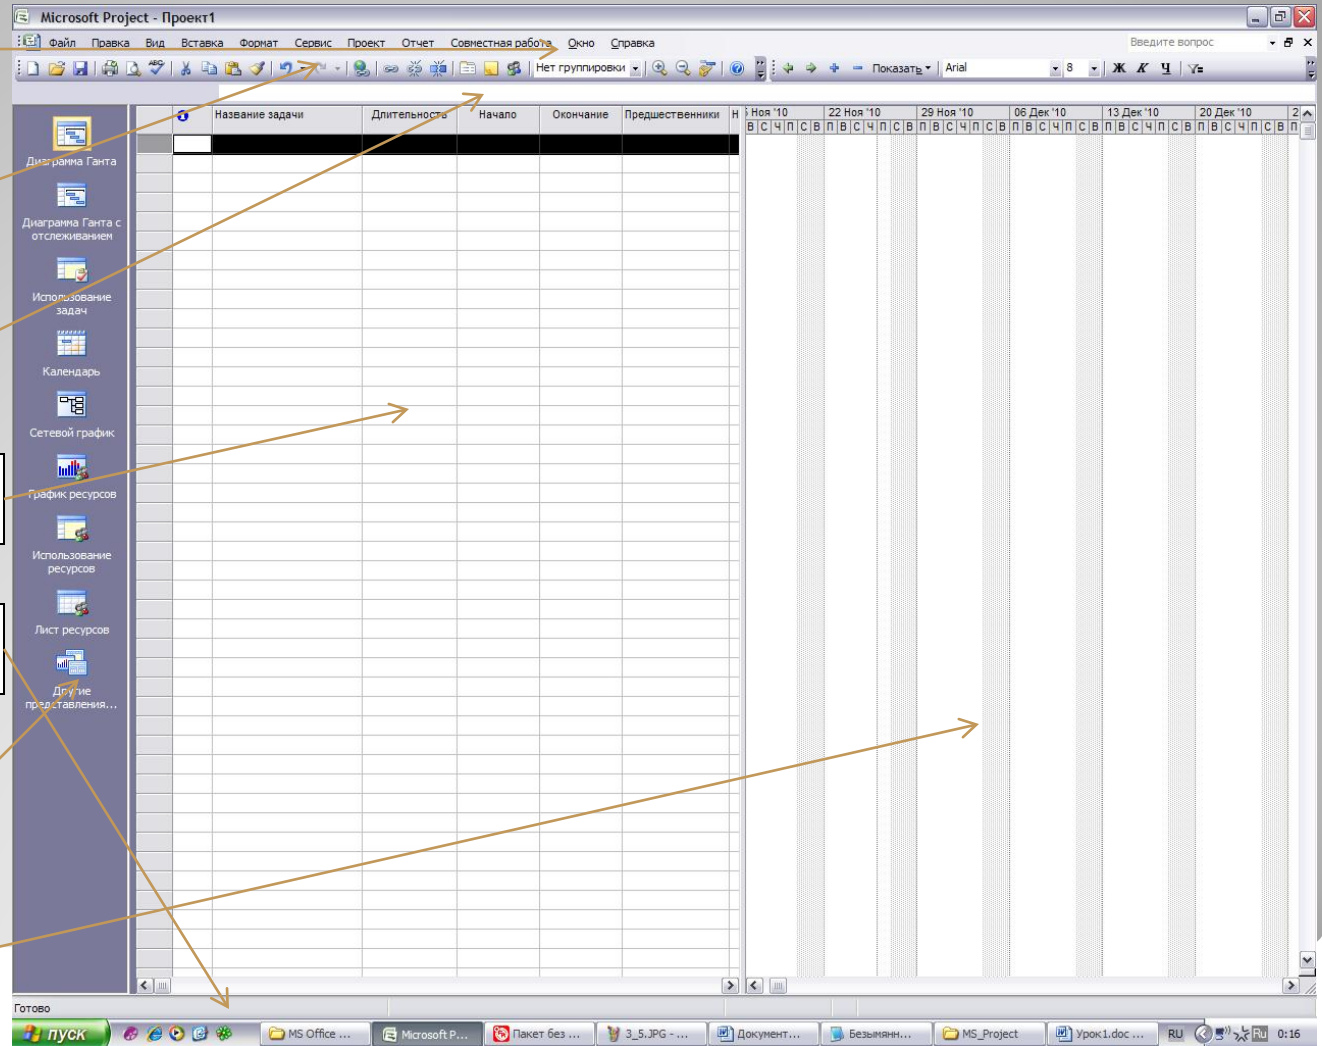 Microsoft Project - Проект1
Файл Правка Вид Вставка Формат Сервис Проект Отчет Совместная работа Окно Справка Введите вопрос
Нет группировки Показать Arial 8 Ж К Ч
Название задачи Длительность Начало Окончание Предшественники Н Ноя '10 22 Ноя '10 29 Ноя '10 06 Дек '10 13 Дек '10 20 Дек '10 2
В С Ч П С В П В С Ч П С В П В С Ч П С В П В С Ч П С В П В С Ч П С В П В С Ч П С В П
Диаграмма Ганта
Диаграмма Ганта с
отслеживанием
Использование
задач
Календарь
Сетевой график
График ресурсов
Использование
ресурсов
Лист ресурсов
Другие
представления...
Готово
пуск MS Office ... Microsoft P... Пакет без ... 3_5.JPG - ... Документ... Безымянн... MS_Project Урок1.doc ... RU Ru 0:16